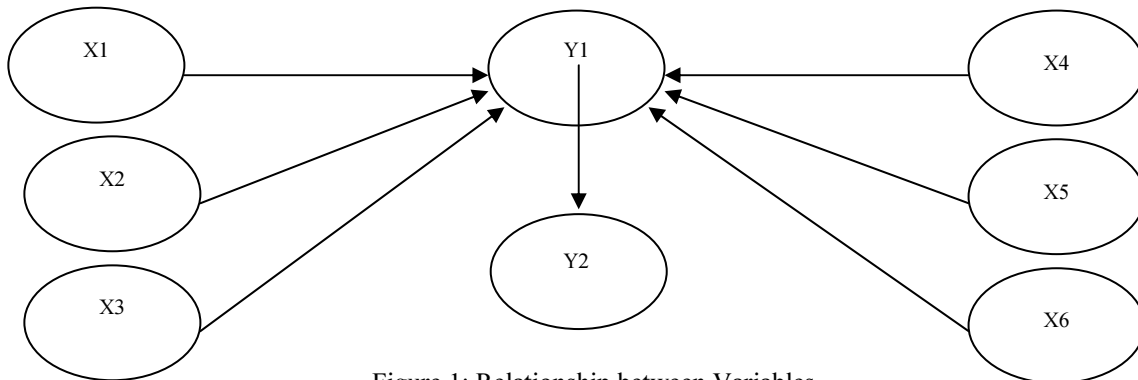 X1
Y1
X4
X2
X5
Y2
X3
X6
Figure 1: Relationship between Variables